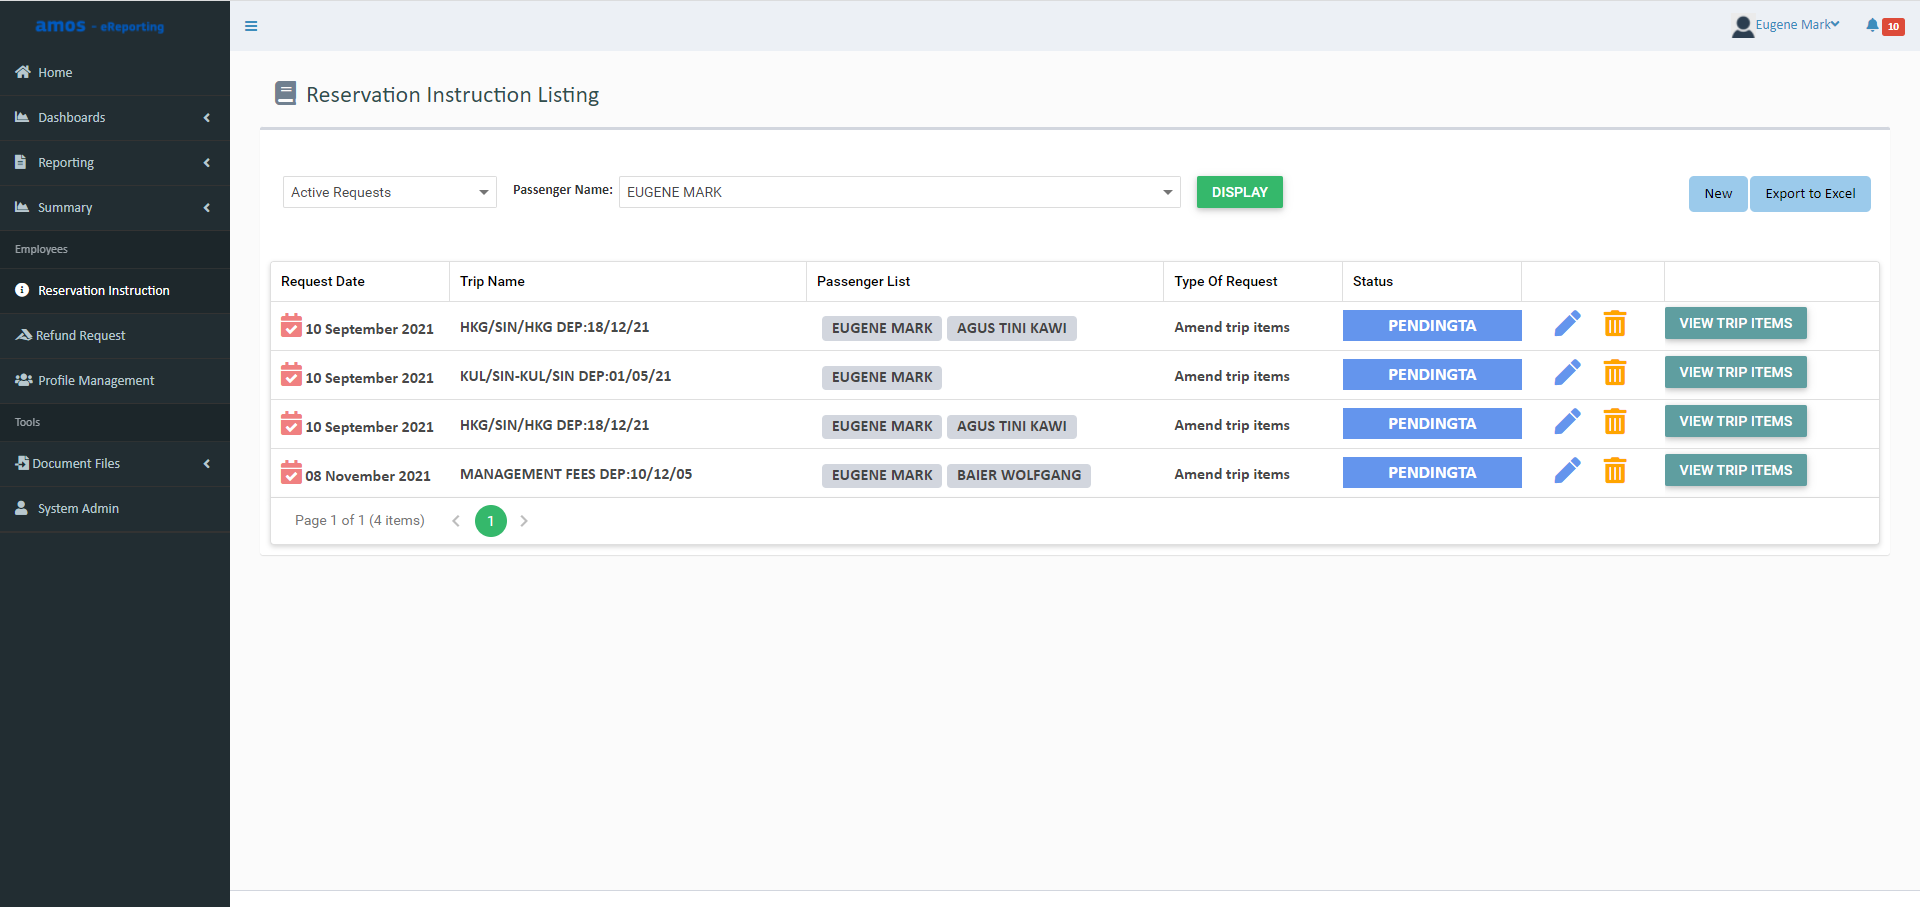 amos - eReporting
Eugene Mark
10
Home
Dashboards
Reporting
Summary
Employees
Reservation Instruction
Refund Request
Profile Management
Tools
Document Files
System Admin
Reservation Instruction Listing
Active Requests
Passenger Name:
EUGENE MARK
DISPLAY
New
Export to Excel
Request Date Trip Name Passenger List Type Of Request Status
10 September 2021 HKG/SIN/HKG DEP:18/12/21 EUGENE MARK AGUS TINI KAWI Amend trip items PENDINGTA VIEW TRIP ITEMS
10 September 2021 KUL/SIN-KUL/SIN DEP:01/05/21 EUGENE MARK Amend trip items PENDINGTA VIEW TRIP ITEMS
10 September 2021 HKG/SIN/HKG DEP:18/12/21 EUGENE MARK AGUS TINI KAWI Amend trip items PENDINGTA VIEW TRIP ITEMS
08 November 2021 MANAGEMENT FEES DEP:10/12/05 EUGENE MARK BAIER WOLFGANG Amend trip items PENDINGTA VIEW TRIP ITEMS
Page 1 of 1 (4 items) 1